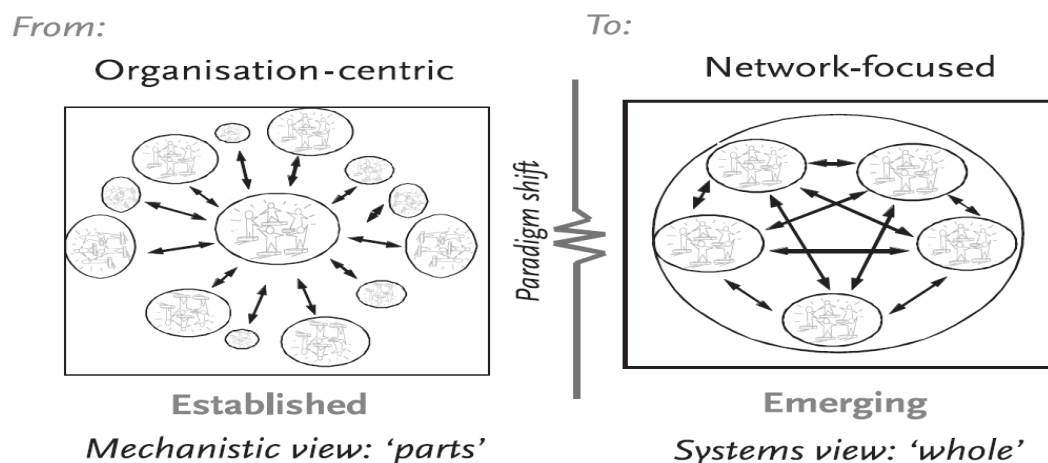 From:
Organisation-centric
Established
Mechanistic view: ‘parts’
Paradigm shift
To:
Network-focused
Emerging
Systems view: ‘whole’